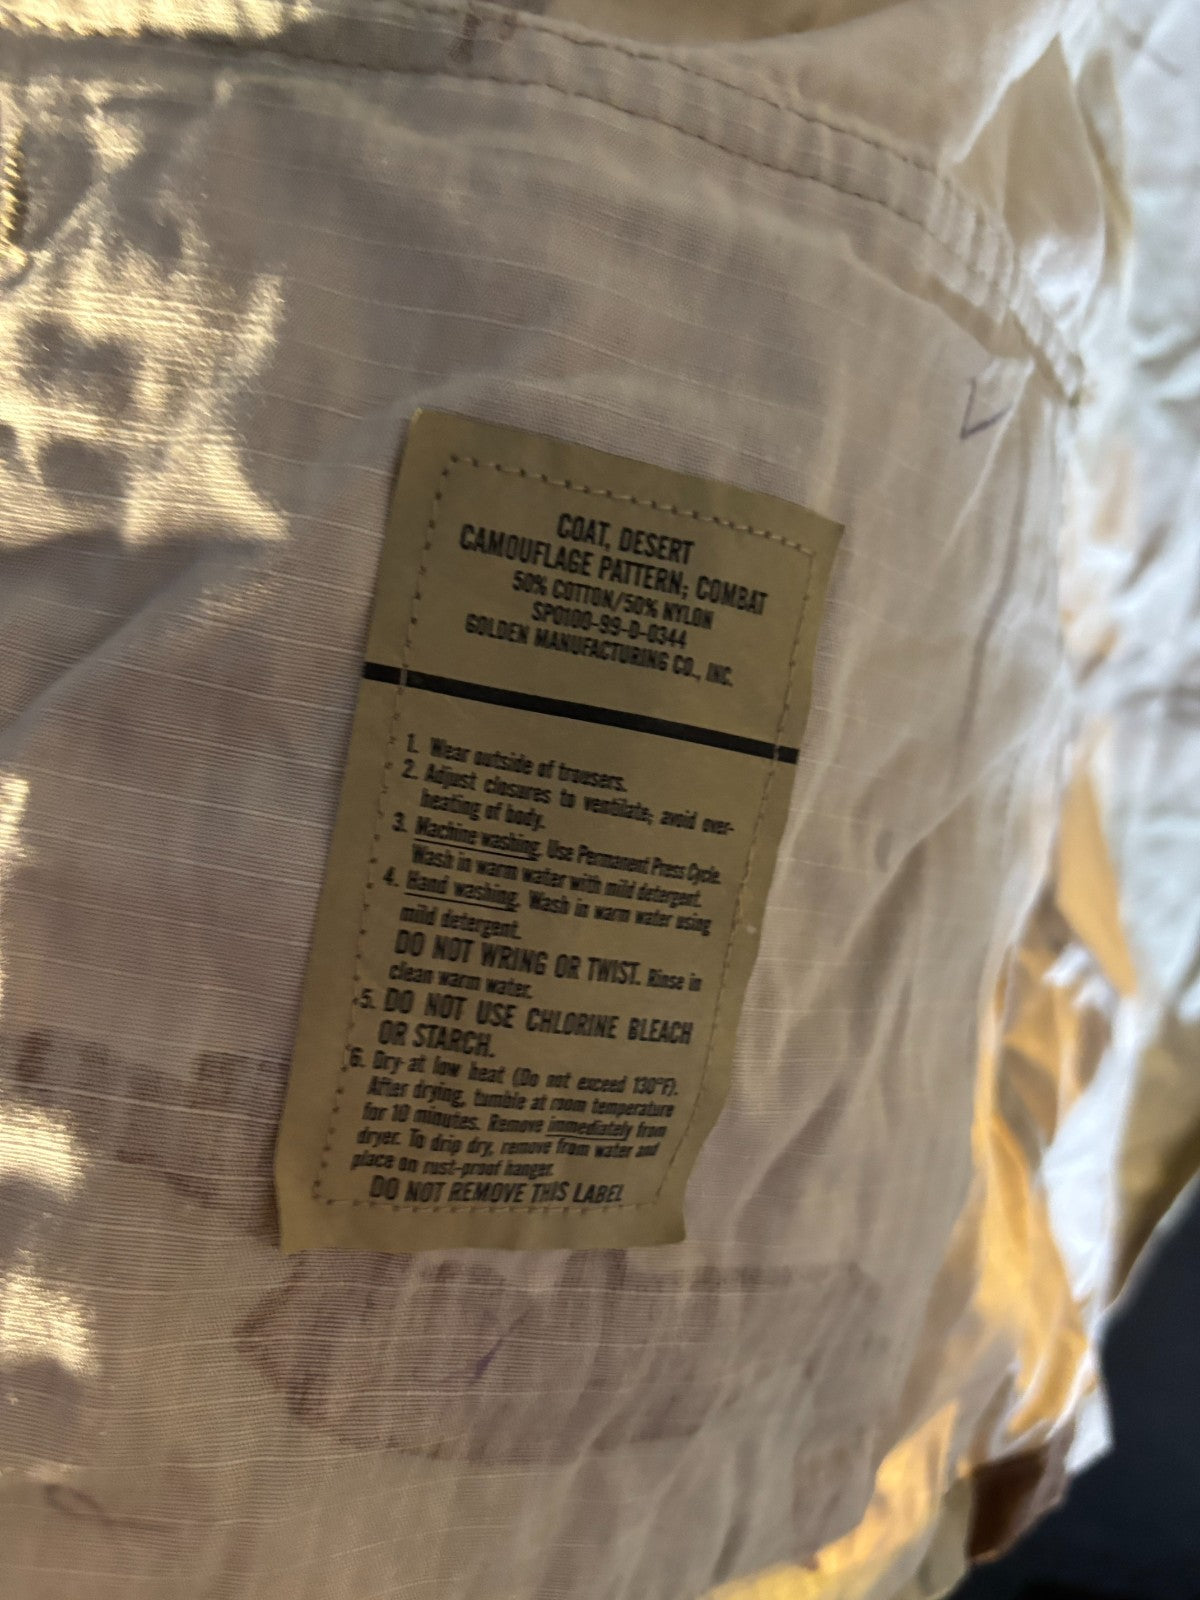 COAT, DESERT
CAMOUFLAGE PATTERN; COMBAT
50% COTTON/50% NYLON
SPO100-99-D-0344
GOLDEN MANUFACTURING CO., INC.
1. Wear outside of trousers.
2. Adjust closures to ventilate; avoid over-
heating of body.
3. Machine washing. Use Permanent Press Cycle.
Wash in warm water with mild detergent.
4. Hand washing. Wash in warm water using
mild detergent.
DO NOT WRING OR TWIST. Rinse in
clean warm water.
5. DO NOT USE CHLORINE BLEACH
OR STARCH.
6. Dry at low heat (Do not exceed 130°F).
After drying, tumble at room temperature
for 10 minutes. Remove immediately from
dryer. To drip dry, remove from water and
place on rust-proof hanger.
DO NOT REMOVE THIS LABEL